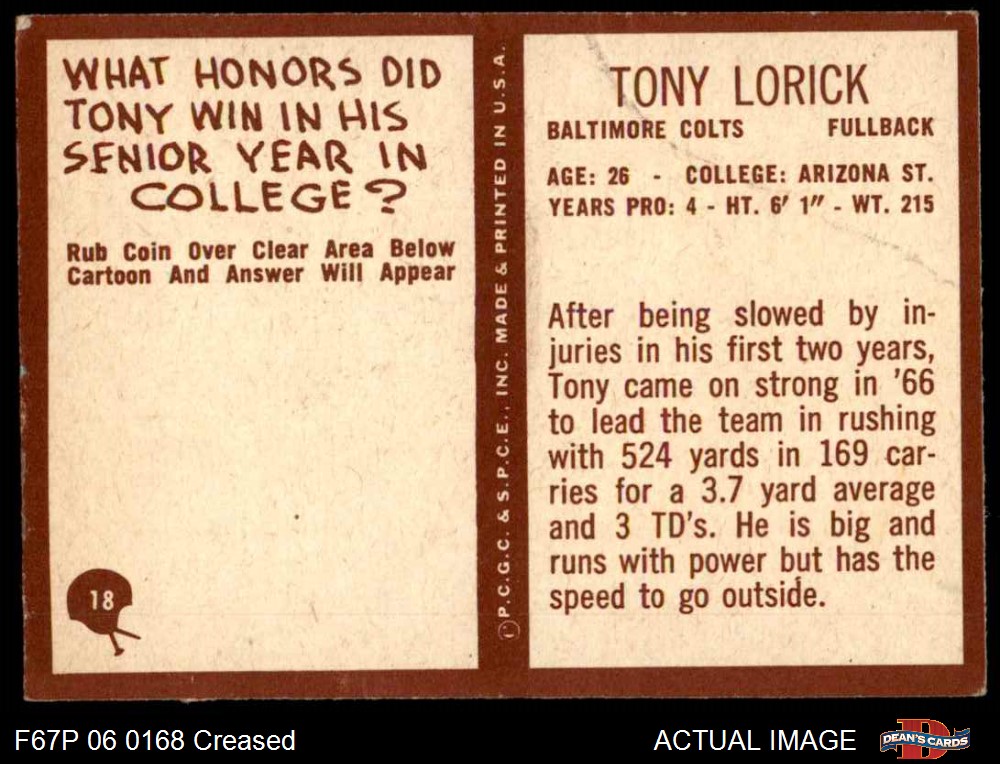 WHAT HONORS DID
TONY WIN IN HIS
SENIOR YEAR IN
COLLEGE?
Rub Coin Over Clear Area Below
Cartoon And Answer Will Appear
18
©P.C.G.C. & S.P.C.E., INC. MADE & PRINTED IN U.S.A.
TONY LORICK
BALTIMORE COLTS FULLBACK
AGE: 26 - COLLEGE: ARIZONA ST.
YEARS PRO: 4 - HT. 6' 1" - WT. 215
After being slowed by in-
juries in his first two years,
Tony came on strong in '66
to lead the team in rushing
with 524 yards in 169 car-
ries for a 3.7 yard average
and 3 TD's. He is big and
runs with power but has the
speed to go outside.
F67P 06 0168 Creased
ACTUAL IMAGE
D
DEAN'S CARDS